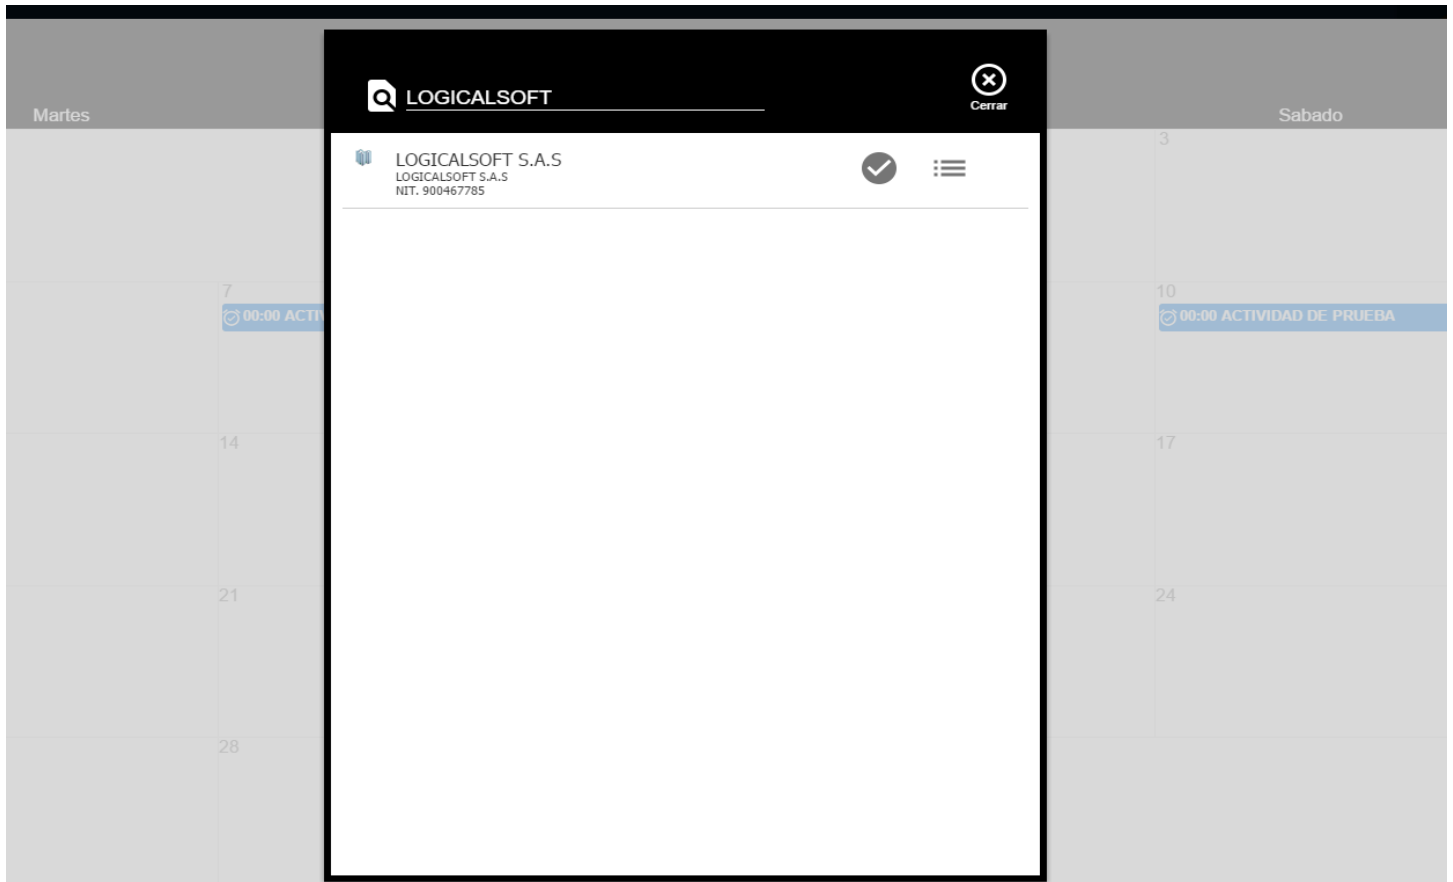 LOGICALSOFT
Cerrar
Martes
Sabado
LOGICALSOFT S.A.S
LOGICALSOFT S.A.S
NIT. 900467785
3
7
10
00:00 ACTIV
00:00 ACTIVIDAD DE PRUEBA
14
17
21
24
28